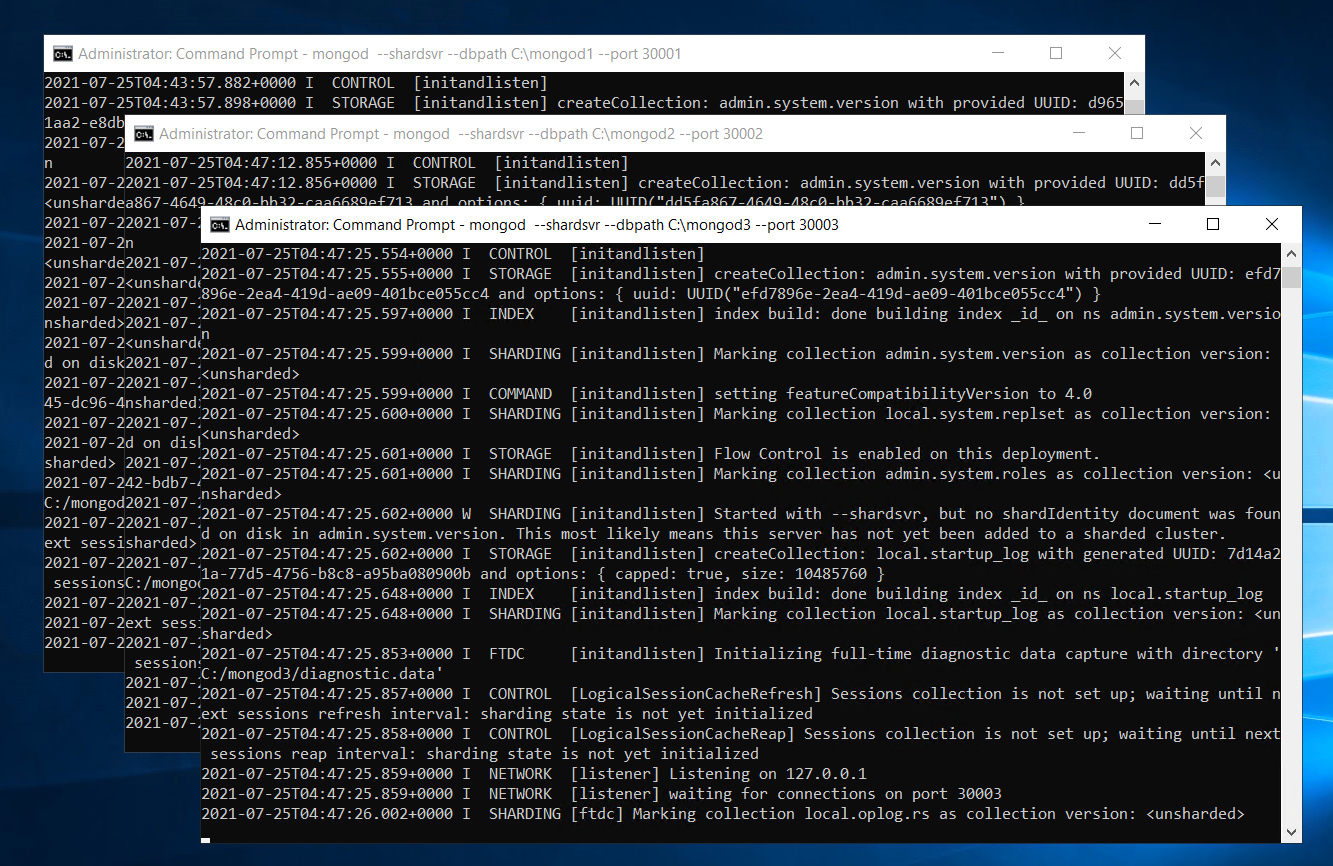 Administrator: Command Prompt - mongod  --shardsvr --dbpath C:\mongod1 --port 30001
2021-07-25T04:43:57.882+0000 I  CONTROL  [initandlisten]
2021-07-25T04:43:57.898+0000 I  STORAGE  [initandlisten] createCollection: admin.system.version with provided UUID: d965
1aa2-e8db
2021-07-2
n
2021-07-2
<unsharde
2021-07-2
2021-07-2
<unsharde
2021-07-2
2021-07-2
nsharded>
2021-07-2
d on disk
2021-07-2
45-dc96-4
2021-07-2
2021-07-2
sharded>
2021-07-2
C:/mongod
2021-07-2
ext sessi
2021-07-2
sessions
2021-07-2
2021-07-2
2021-07-2
Administrator: Command Prompt - mongod  --shardsvr --dbpath C:\mongod2 --port 30002
2021-07-25T04:47:12.855+0000 I  CONTROL  [initandlisten]
2021-07-25T04:47:12.856+0000 I  STORAGE  [initandlisten] createCollection: admin.system.version with provided UUID: dd5f
a867-4649-48c0-bb32-caa6689ef713 and options: { uuid: UUID("dd5fa867-4649-48c0-bb32-caa6689ef713") }
2021-07-
n
2021-07-
<unsharde
2021-07-
2021-07-
<unsharde
2021-07-
2021-07-
nsharded>
2021-07-
d on disk
2021-07-
42-bdb7-
2021-07-
2021-07-
sharded>
2021-07-
C:/mongod
2021-07-
ext sess
2021-07-
sessions
2021-07-
2021-07-
2021-07-
Administrator: Command Prompt - mongod  --shardsvr --dbpath C:\mongod3 --port 30003
2021-07-25T04:47:25.554+0000 I  CONTROL  [initandlisten]
2021-07-25T04:47:25.555+0000 I  STORAGE  [initandlisten] createCollection: admin.system.version with provided UUID: efd7
896e-2ea4-419d-ae09-401bce055cc4 and options: { uuid: UUID("efd7896e-2ea4-419d-ae09-401bce055cc4") }
2021-07-25T04:47:25.597+0000 I  INDEX    [initandlisten] index build: done building index _id_ on ns admin.system.versio
n
2021-07-25T04:47:25.599+0000 I  SHARDING [initandlisten] Marking collection admin.system.version as collection version:
<unsharded>
2021-07-25T04:47:25.599+0000 I  COMMAND  [initandlisten] setting featureCompatibilityVersion to 4.0
2021-07-25T04:47:25.600+0000 I  SHARDING [initandlisten] Marking collection local.system.replset as collection version:
<unsharded>
2021-07-25T04:47:25.601+0000 I  STORAGE  [initandlisten] Flow Control is enabled on this deployment.
2021-07-25T04:47:25.601+0000 I  SHARDING [initandlisten] Marking collection admin.system.roles as collection version: <u
nsharded>
2021-07-25T04:47:25.602+0000 W  SHARDING [initandlisten] Started with --shardsvr, but no shardIdentity document was foun
d on disk in admin.system.version. This most likely means this server has not yet been added to a sharded cluster.
2021-07-25T04:47:25.602+0000 I  STORAGE  [initandlisten] createCollection: local.startup_log with generated UUID: 7d14a2
1a-77d5-4756-b8c8-a95ba080900b and options: { capped: true, size: 10485760 }
2021-07-25T04:47:25.648+0000 I  INDEX    [initandlisten] index build: done building index _id_ on ns local.startup_log
2021-07-25T04:47:25.648+0000 I  SHARDING [initandlisten] Marking collection local.startup_log as collection version: <un
sharded>
2021-07-25T04:47:25.853+0000 I  FTDC     [initandlisten] Initializing full-time diagnostic data capture with directory '
C:/mongod3/diagnostic.data'
2021-07-25T04:47:25.857+0000 I  CONTROL  [LogicalSessionCacheRefresh] Sessions collection is not set up; waiting until n
ext sessions refresh interval: sharding state is not yet initialized
2021-07-25T04:47:25.858+0000 I  CONTROL  [LogicalSessionCacheReap] Sessions collection is not set up; waiting until next
sessions reap interval: sharding state is not yet initialized
2021-07-25T04:47:25.859+0000 I  NETWORK  [listener] Listening on 127.0.0.1
2021-07-25T04:47:25.859+0000 I  NETWORK  [listener] waiting for connections on port 30003
2021-07-25T04:47:26.002+0000 I  SHARDING [ftdc] Marking collection local.oplog.rs as collection version: <unsharded>